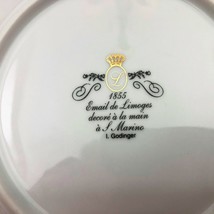 1855
Email de Limoges
decoré à la main
à S. Marino
I. Godinger